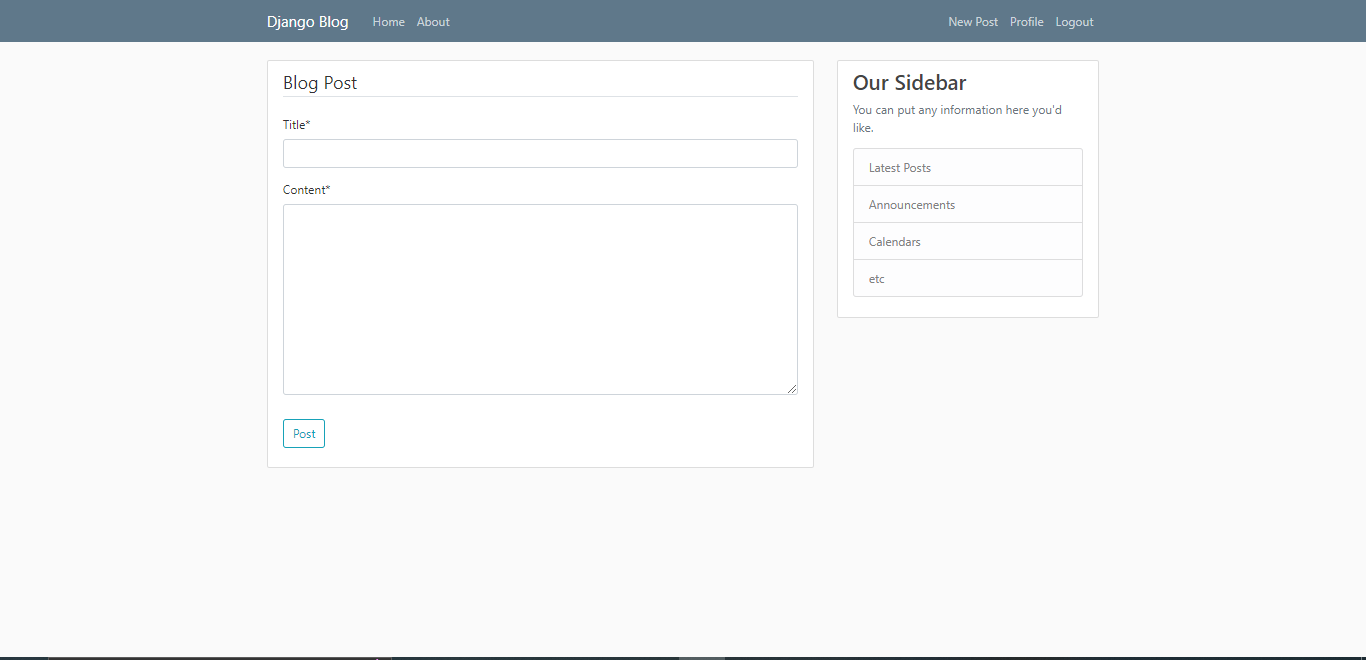 Django Blog Home About New Post Profile Logout
Blog Post
Title*
Content*
Post
Our Sidebar
You can put any information here you'd
like.
Latest Posts
Announcements
Calendars
etc